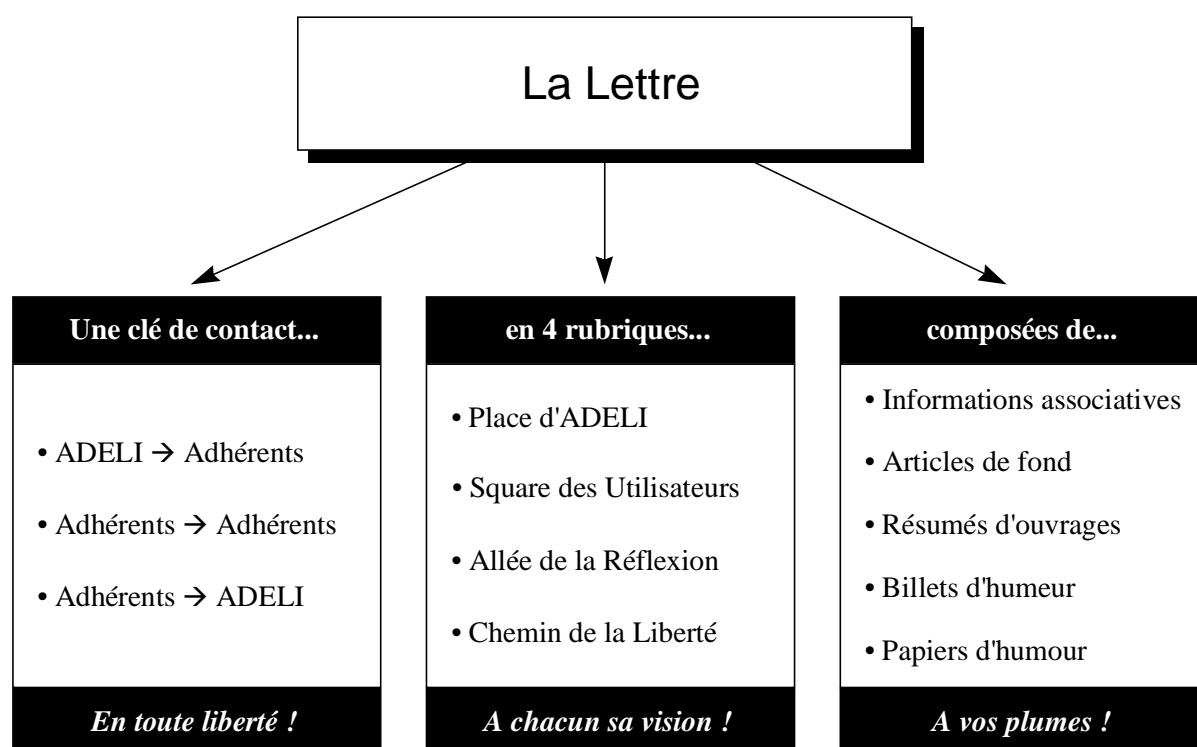 La Lettre
Une clé de contact...
• ADELI → Adhérents
• Adhérents → Adhérents
• Adhérents → ADELI
En toute liberté !
en 4 rubriques...
• Place d'ADELI
• Square des Utilisateurs
• Allée de la Réflexion
• Chemin de la Liberté
A chacun sa vision !
composées de...
• Informations associatives
• Articles de fond
• Résumés d'ouvrages
• Billets d'humeur
• Papiers d'humour
A vos plumes !